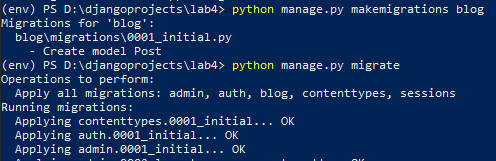 (env) PS D:\djangoprojects\lab4> python manage.py makemigrations blog
Migrations for 'blog':
  blog\migrations\0001_initial.py
    - Create model Post
(env) PS D:\djangoprojects\lab4> python manage.py migrate
Operations to perform:
  Apply all migrations: admin, auth, blog, contenttypes, sessions
Running migrations:
  Applying contenttypes.0001_initial... OK
  Applying auth.0001_initial... OK
  Applying admin.0001_initial... OK